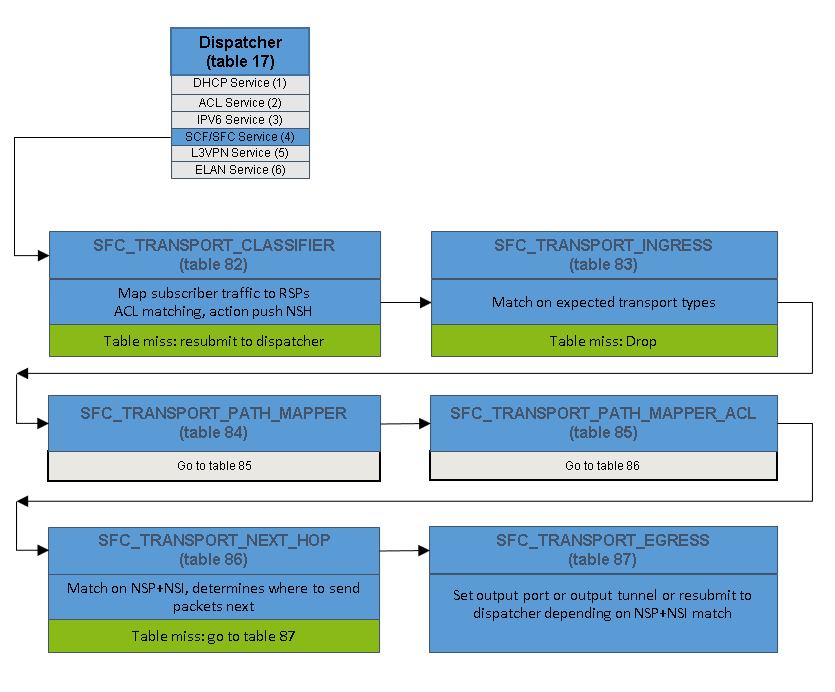 Dispatcher
(table 17)
DHCP Service (1)
ACL Service (2)
IPV6 Service (3)
SCF/SFC Service (4)
L3VPN Service (5)
ELAN Service (6)
SFC_TRANSPORT_CLASSIFIER
(table 82)
Map subscriber traffic to RSPs
ACL matching, action push NSH
Table miss: resubmit to dispatcher
SFC_TRANSPORT_INGRESS
(table 83)
Match on expected transport types
Table miss: Drop
SFC_TRANSPORT_PATH_MAPPER
(table 84)
Go to table 85
SFC_TRANSPORT_PATH_MAPPER_ACL
(table 85)
Go to table 86
SFC_TRANSPORT_NEXT_HOP
(table 86)
Match on NSP+NSI, determines where to send
packets next
Table miss: go to table 87
SFC_TRANSPORT_EGRESS
(table 87)
Set output port or output tunnel or resubmit to
dispatcher depending on NSP+NSI match